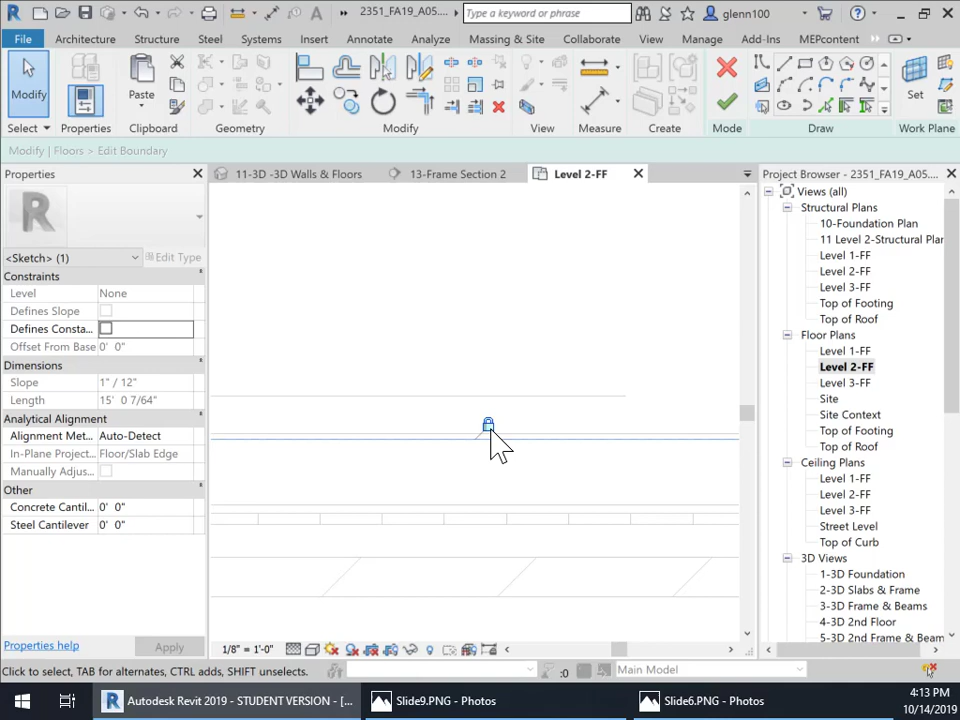 2351_FA19_A05....
Type a keyword or phrase
glenn100
File
Architecture
Structure
Steel
Systems
Insert
Annotate
Analyze
Massing & Site
Collaborate
View
Manage
Add-Ins
MEPcontent
Modify
Paste
Set
Select
Properties
Clipboard
Geometry
Modify
View
Measure
Create
Mode
Draw
Work Plane
Modify | Floors > Edit Boundary
Properties
11-3D -3D Walls & Floors
13-Frame Section 2
Level 2-FF
Project Browser - 2351_FA19_A05....
<Sketch> (1)
Edit Type
Constraints
Level
None
Defines Slope
Defines Consta...
Offset From Base
0' 0"
Dimensions
Slope
1" / 12"
Length
15' 0 7/64"
Analytical Alignment
Alignment Met...
Auto-Detect
In-Plane Project...
Floor/Slab Edge
Manually Adjus...
Other
Concrete Cantil...
0' 0"
Steel Cantilever
0' 0"
Properties help
Apply
Views (all)
Structural Plans
10-Foundation Plan
11 Level 2-Structural Plan
Level 1-FF
Level 2-FF
Level 3-FF
Top of Footing
Top of Roof
Floor Plans
Level 1-FF
Level 2-FF
Level 3-FF
Site
Site Context
Top of Footing
Top of Roof
Ceiling Plans
Level 1-FF
Level 2-FF
Level 3-FF
Street Level
Top of Curb
3D Views
1-3D Foundation
2-3D Slabs & Frame
3-3D Frame & Beams
4-3D 2nd Floor
5-3D 2nd Frame & Beam
1/8" = 1'-0"
Click to select, TAB for alternates, CTRL adds, SHIFT unselects.
:0
Main Model
Autodesk Revit 2019 - STUDENT VERSION - [...
Slide9.PNG - Photos
Slide6.PNG - Photos
4:13 PM
10/14/2019